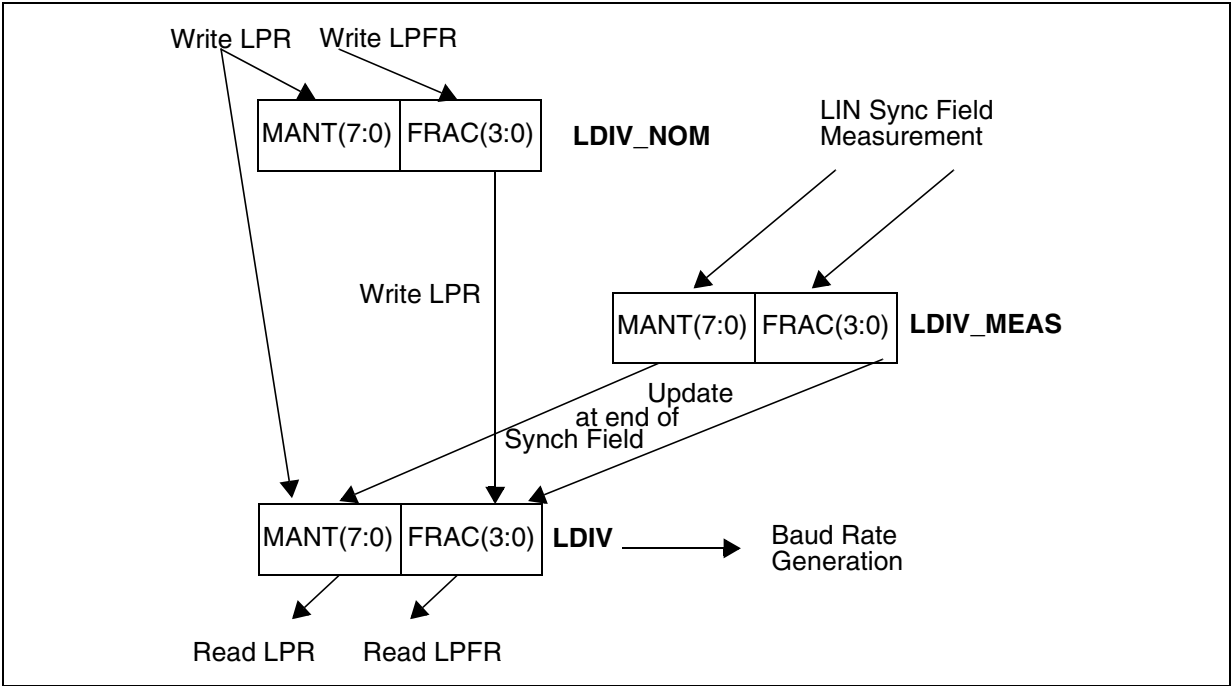 Write LPR
Write LPFR
MANT(7:0)
FRAC(3:0)
LDIV_NOM
LIN Sync Field
Measurement
Write LPR
MANT(7:0)
FRAC(3:0)
LDIV_MEAS
Update
at end of
Synch Field
MANT(7:0)
FRAC(3:0)
LDIV
Baud Rate
Generation
Read LPR
Read LPFR